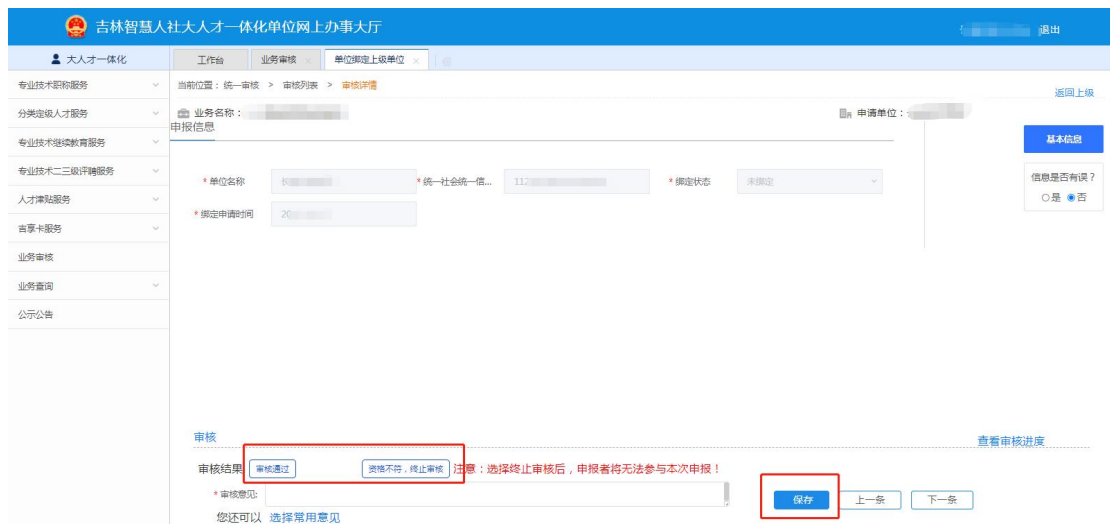 吉林智慧人社大人才一体化单位网上办事大厅
退出
大人才一体化
工作台 业务审核 × 单位绑定上级单位 ×
专业技术职称服务
分类定级人才服务
专业技术继续教育服务
专业技术二三级评聘服务
人才津贴服务
吉享卡服务
业务审核
业务查询
公示公告
当前位置：统一审核 > 审核列表 > 审核详情
返回上级
业务名称：
申请单位：
申报信息
基本信息
信息是否有误？
是 否
* 单位名称
* 统一社会统一信... 112
* 绑定状态 未绑定
* 绑定申请时间 20
审核
查看审核进度
审核结果 审核通过 资格不符，终止审核 注意：选择终止审核后，申报者将无法参与本次申报！
* 审核意见:
保存 上一条 下一条
您还可以 选择常用意见